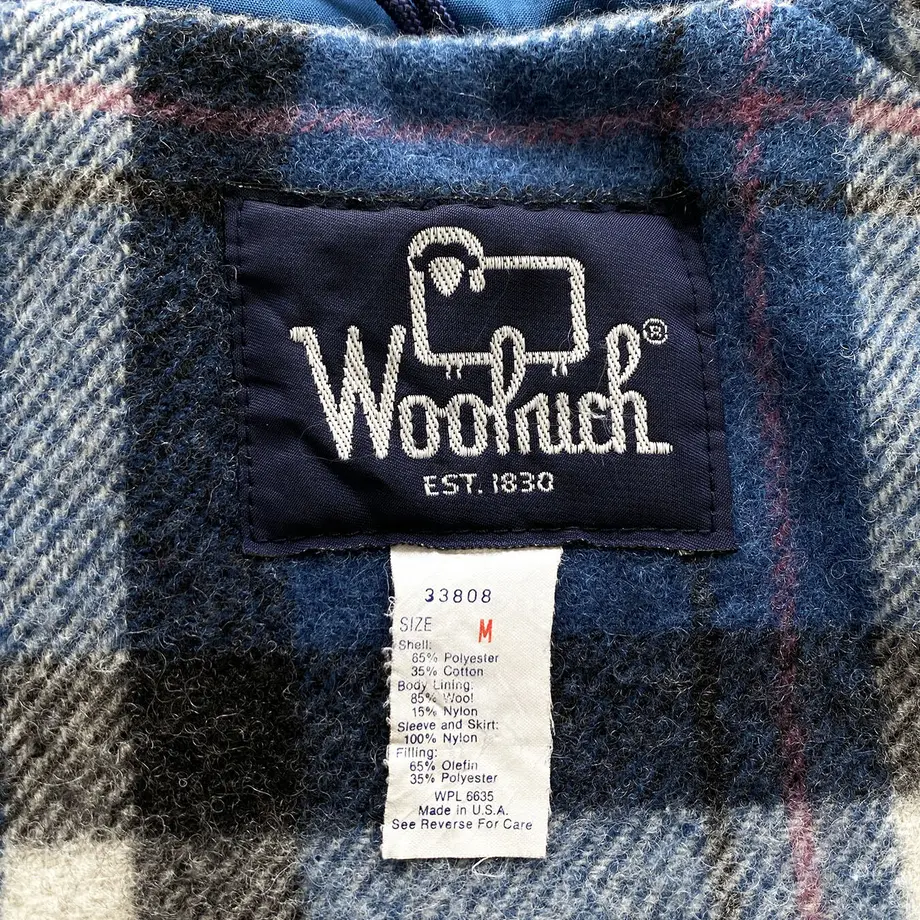 Woolrich®
EST. 1830
33808
SIZE M
Shell:
65% Polyester
35% Cotton
Body Lining:
85% Wool
15% Nylon
Sleeve and Skirt:
100% Nylon
Filling:
65% Olefin
35% Polyester
WPL 6635
Made in U.S.A.
See Reverse For Care